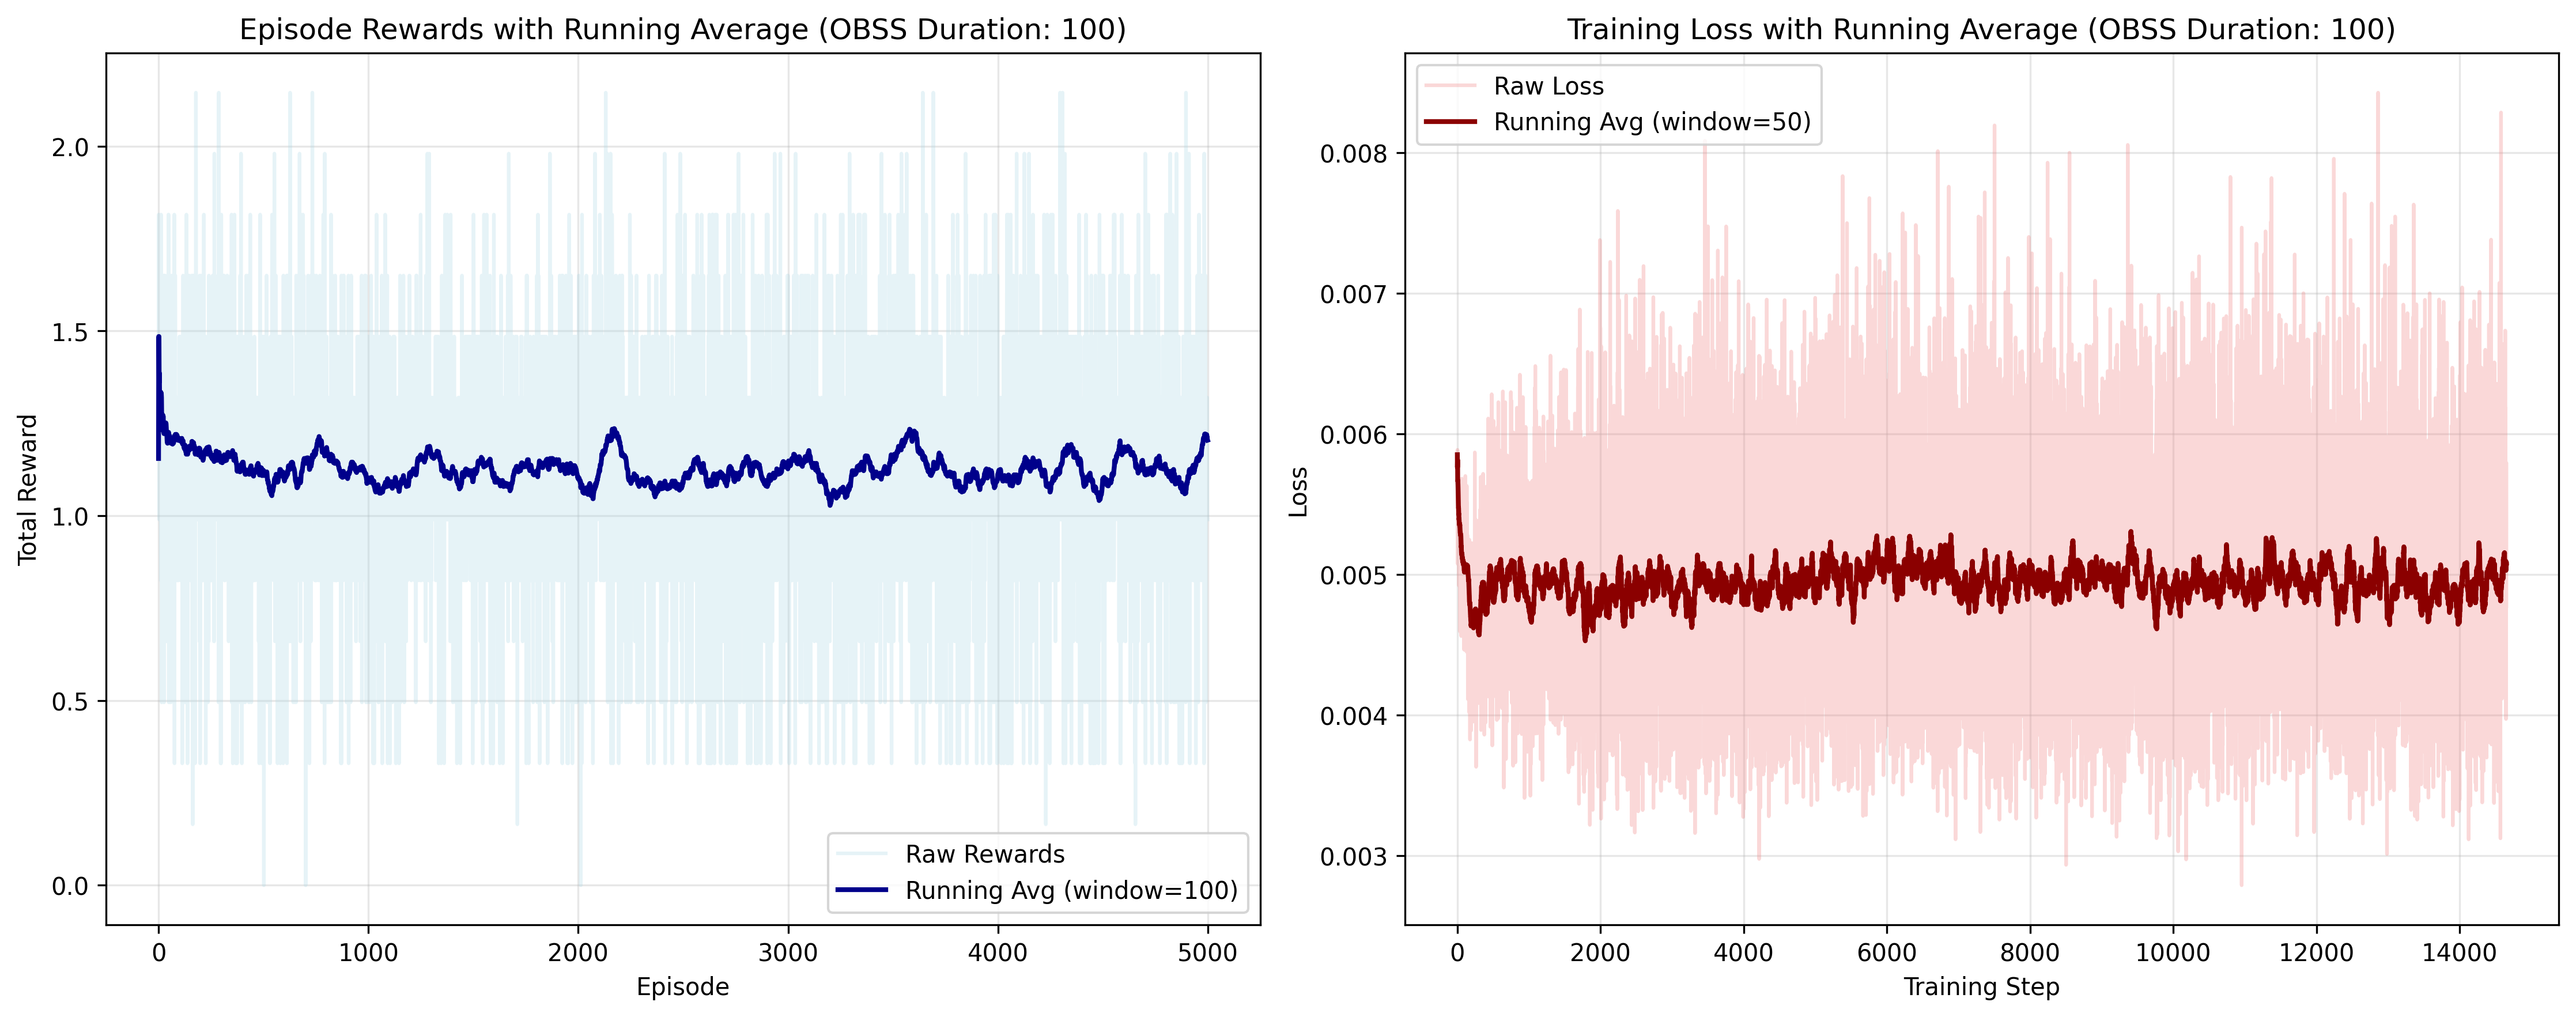 Episode Rewards with Running Average (OBSS Duration: 100)
Total Reward
2.0
1.5
1.0
0.5
0.0
Raw Rewards
Running Avg (window=100)
0 1000 2000 3000 4000 5000
Episode
Training Loss with Running Average (OBSS Duration: 100)
Raw Loss
Running Avg (window=50)
Loss
0.008
0.007
0.006
0.005
0.004
0.003
0 2000 4000 6000 8000 10000 12000 14000
Training Step